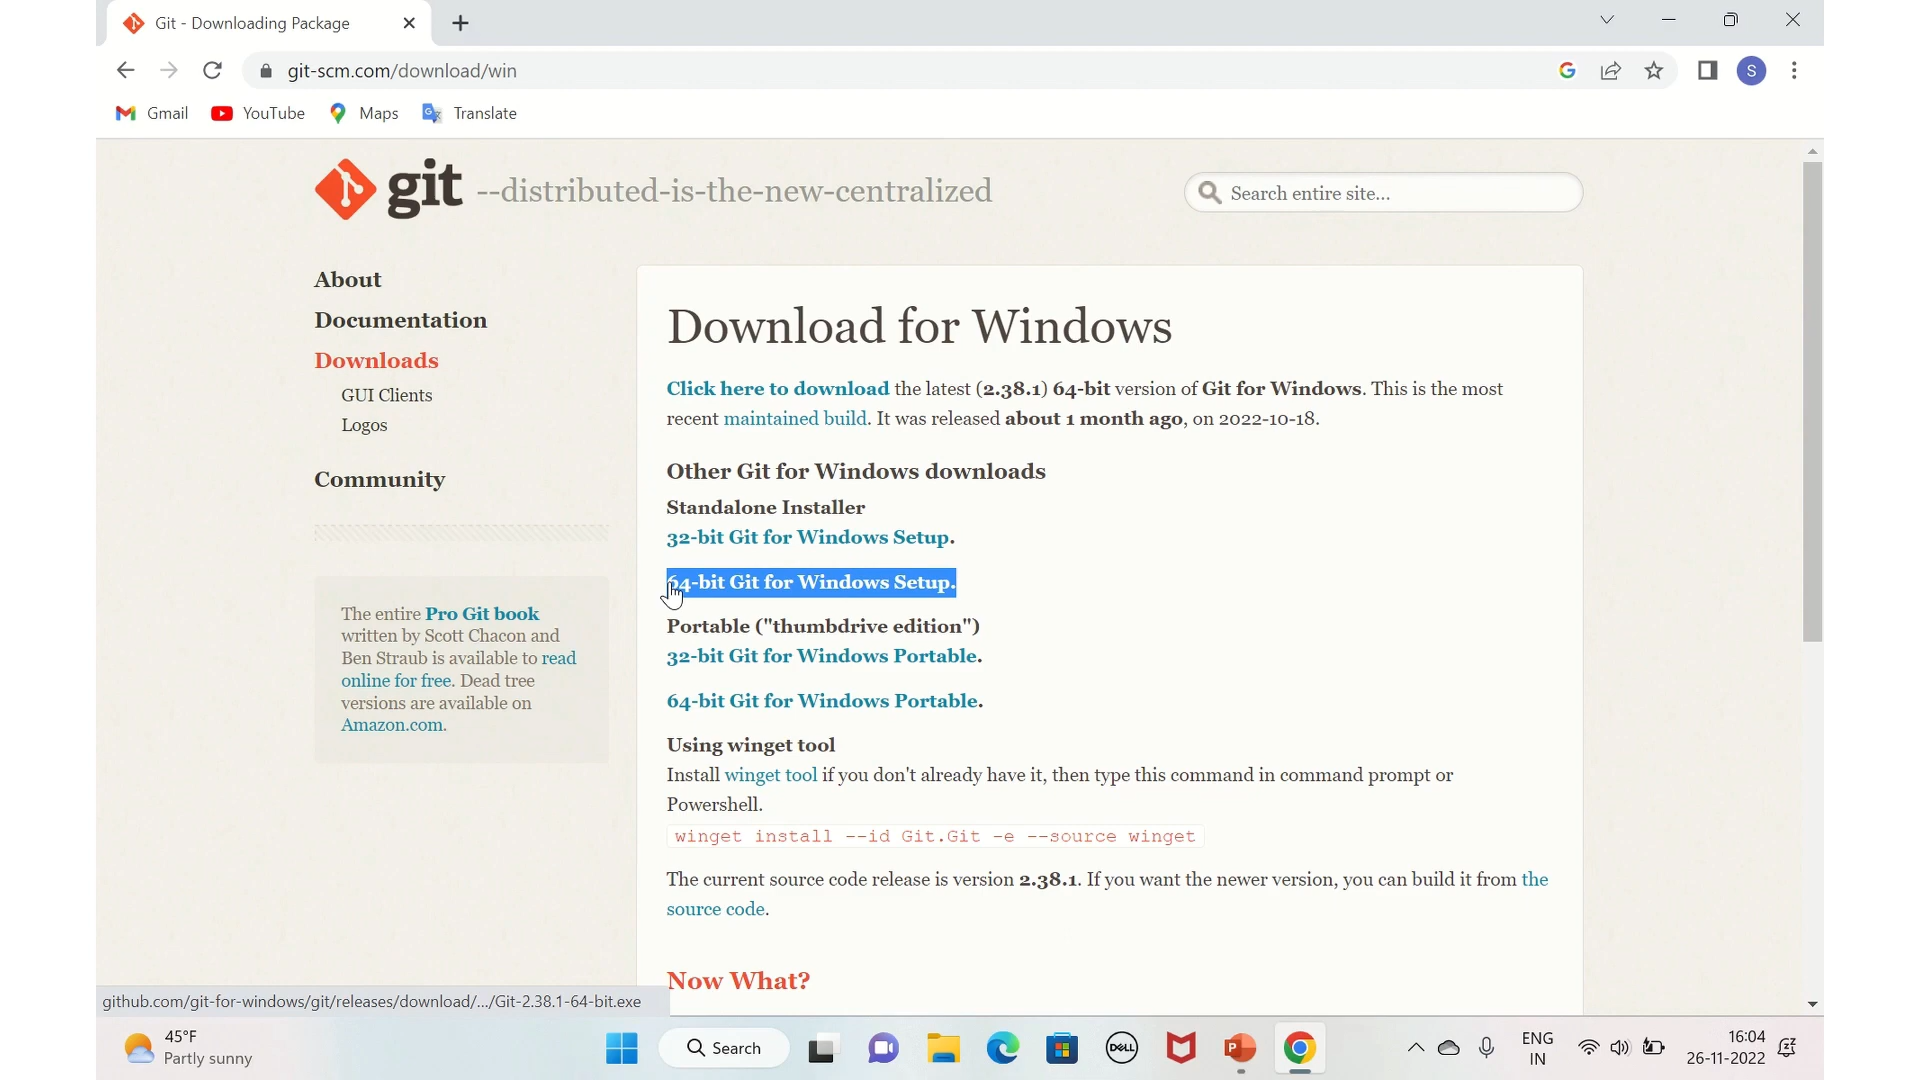 Git - Downloading Package
git-scm.com/download/win
S
Gmail YouTube Maps Translate
git --distributed-is-the-new-centralized
Search entire site...
About
Documentation
Downloads
GUI Clients
Logos
Community
The entire Pro Git book
written by Scott Chacon and
Ben Straub is available to read
online for free. Dead tree
versions are available on
Amazon.com.
Download for Windows
Click here to download the latest (2.38.1) 64-bit version of Git for Windows. This is the most
recent maintained build. It was released about 1 month ago, on 2022-10-18.
Other Git for Windows downloads
Standalone Installer
32-bit Git for Windows Setup.
64-bit Git for Windows Setup.
Portable ("thumbdrive edition")
32-bit Git for Windows Portable.
64-bit Git for Windows Portable.
Using winget tool
Install winget tool if you don't already have it, then type this command in command prompt or
Powershell.
winget install --id Git.Git -e --source winget
The current source code release is version 2.38.1. If you want the newer version, you can build it from the
source code.
Now What?
github.com/git-for-windows/git/releases/download/.../Git-2.38.1-64-bit.exe
45°F
Partly sunny
Search
DELL
P
ENG
IN
16:04
26-11-2022